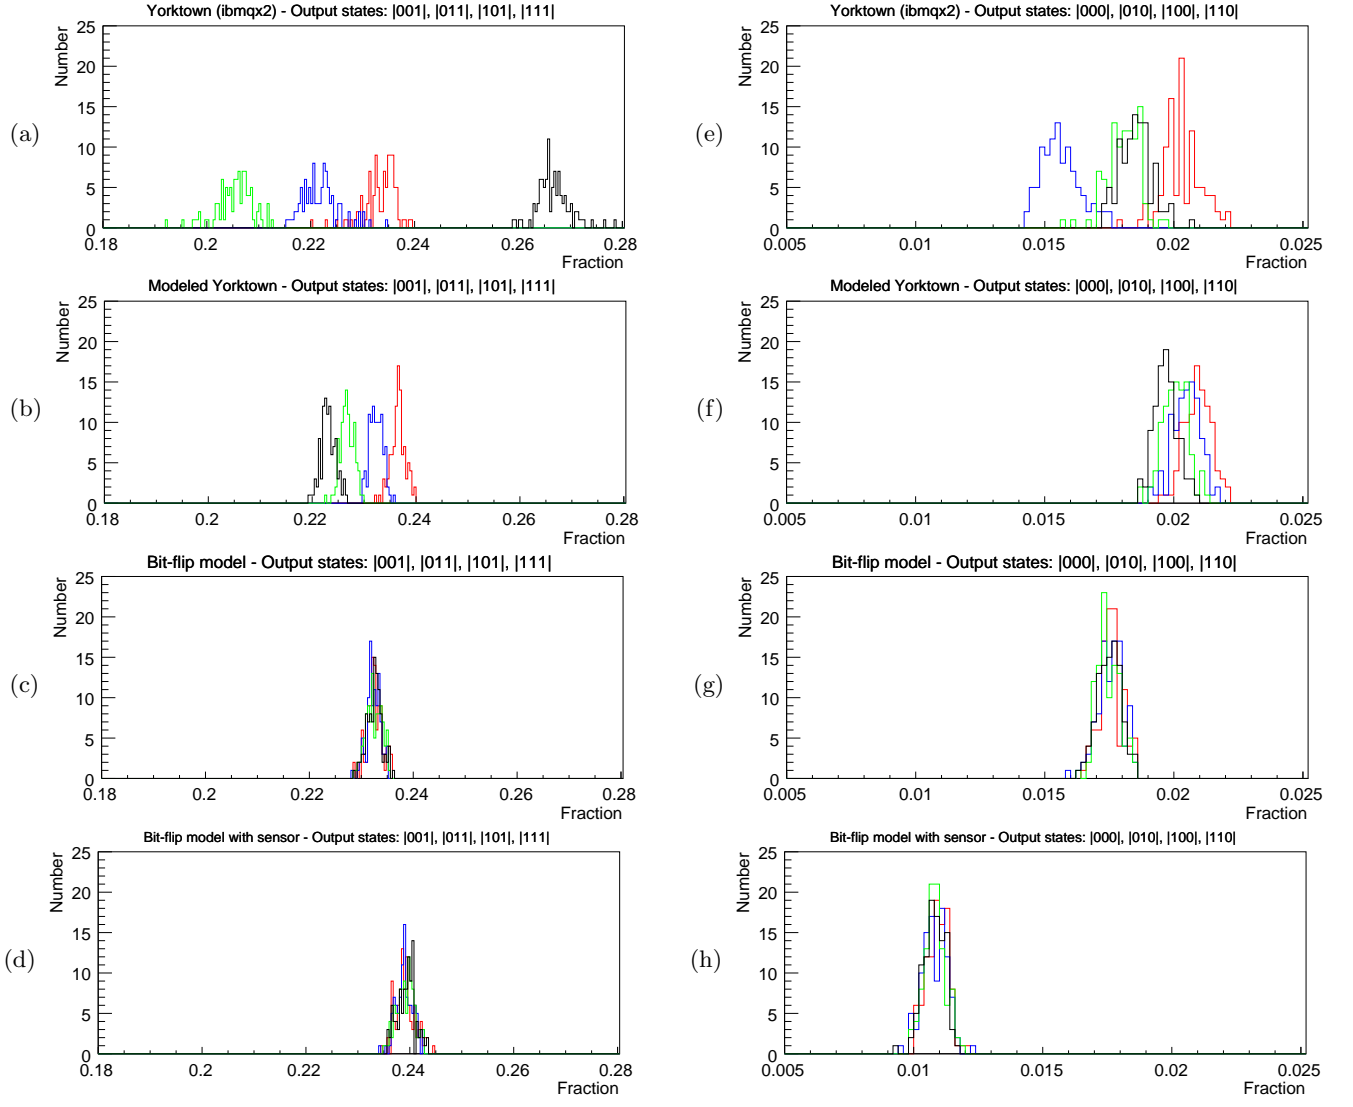 Yorktown (ibmqx2) - Output states: |001|, |011|, |101|, |111|
Number
25
20
15
10
5
0
(a)
0.18 0.2 0.22 0.24 0.26 0.28
Fraction
Yorktown (ibmqx2) - Output states: |000|, |010|, |100|, |110|
Number
25
20
15
10
5
0
(e)
0.005 0.01 0.015 0.02 0.025
Fraction
Modeled Yorktown - Output states: |001|, |011|, |101|, |111|
Number
25
20
15
10
5
0
(b)
0.18 0.2 0.22 0.24 0.26 0.28
Fraction
Modeled Yorktown - Output states: |000|, |010|, |100|, |110|
Number
25
20
15
10
5
0
(f)
0.005 0.01 0.015 0.02 0.025
Fraction
Bit-flip model - Output states: |001|, |011|, |101|, |111|
Number
25
20
15
10
5
0
(c)
0.18 0.2 0.22 0.24 0.26 0.28
Fraction
Bit-flip model - Output states: |000|, |010|, |100|, |110|
Number
25
20
15
10
5
0
(g)
0.005 0.01 0.015 0.02 0.025
Fraction
Bit-flip model with sensor - Output states: |001|, |011|, |101|, |111|
Number
25
20
15
10
5
0
(d)
0.18 0.2 0.22 0.24 0.26 0.28
Fraction
Bit-flip model with sensor - Output states: |000|, |010|, |100|, |110|
Number
25
20
15
10
5
0
(h)
0.005 0.01 0.015 0.02 0.025
Fraction